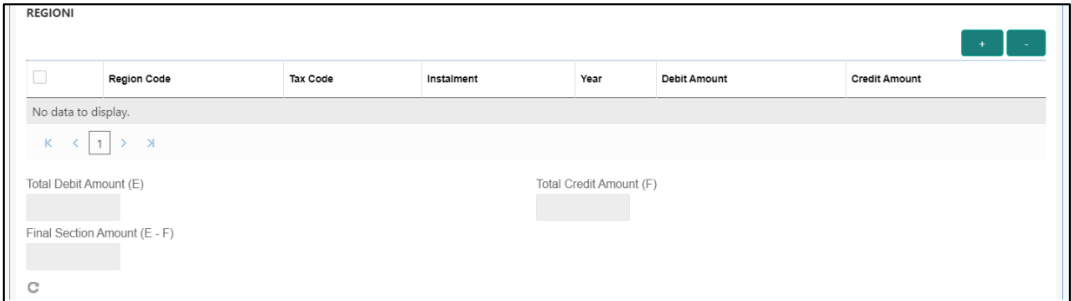 REGIONI
+ -
Region Code Tax Code Instalment Year Debit Amount Credit Amount
No data to display.
1
Total Debit Amount (E) Total Credit Amount (F)
Final Section Amount (E - F)